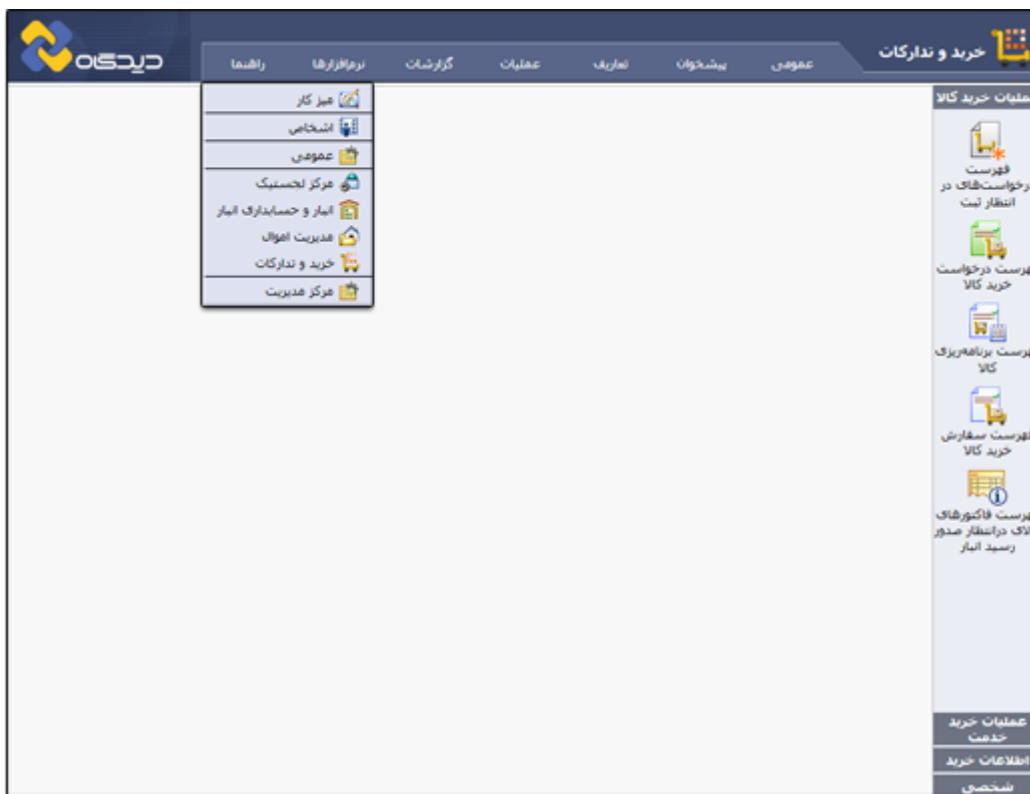 خرید و تدارکات
عمومی
پیشخوان
تعاریف
عملیات
گزارشات
نرم‌افزارها
راهنما
دیدگاه
میز کار
اشخاص
عمومی
مرکز لجستیک
انبار و حسابداری انبار
مدیریت اموال
خرید و تدارکات
مرکز مدیریت
عملیات خرید کالا
فهرست
درخواست‌های در
انتظار ثبت
فهرست درخواست
خرید کالا
فهرست برنامه‌ریزی
کالا
فهرست سفارش
خرید کالا
فهرست فاکتورهای
کالای درانتظار صدور
رسید انبار
عملیات خرید
خدمت
اطلاعات خرید
شخصی